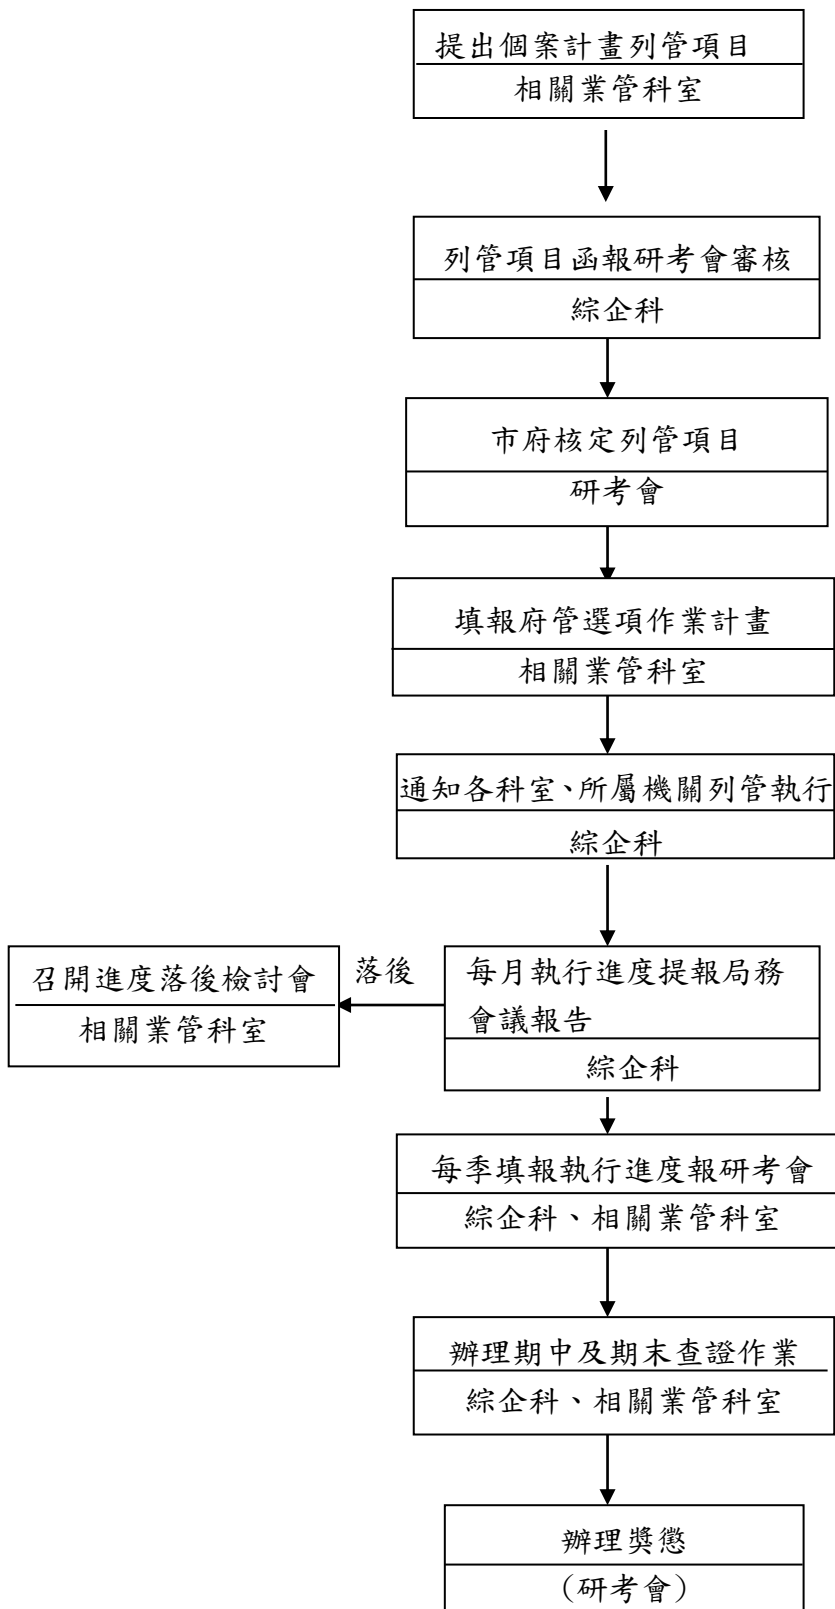 提出個案計畫列管項目
相關業管科室
列管項目函報研考會審核
綜企科
市府核定列管項目
研考會
填報府管選項作業計畫
相關業管科室
通知各科室、所屬機關列管執行
綜企科
召開進度落後檢討會
相關業管科室
落後
每月執行進度提報局務
會議報告
綜企科
每季填報執行進度報研考會
綜企科、相關業管科室
辦理期中及期末查證作業
綜企科、相關業管科室
辦理獎懲
(研考會)